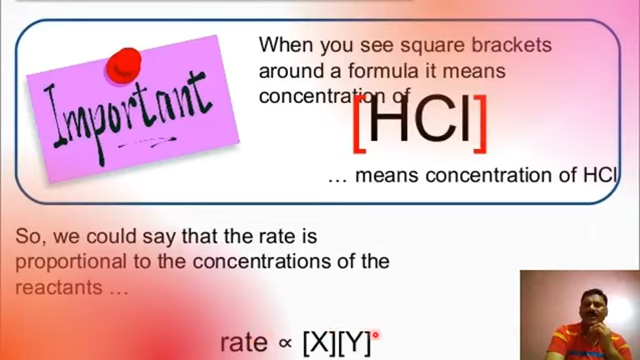 When you see square brackets
around a formula it means
concentration of
Important
[HCl]
… means concentration of HCl
So, we could say that the rate is
proportional to the concentrations of the
reactants …
rate ∝ [X][Y]